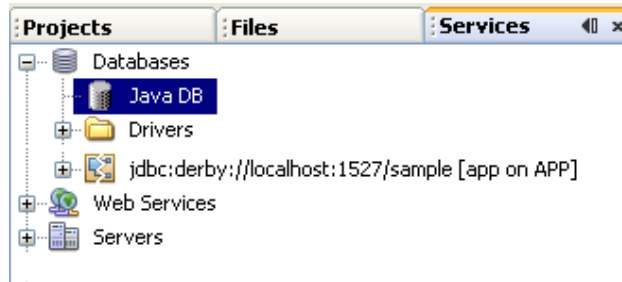 Projects Files Services
Databases
Java DB
Drivers
jdbc:derby://localhost:1527/sample [app on APP]
Web Services
Servers